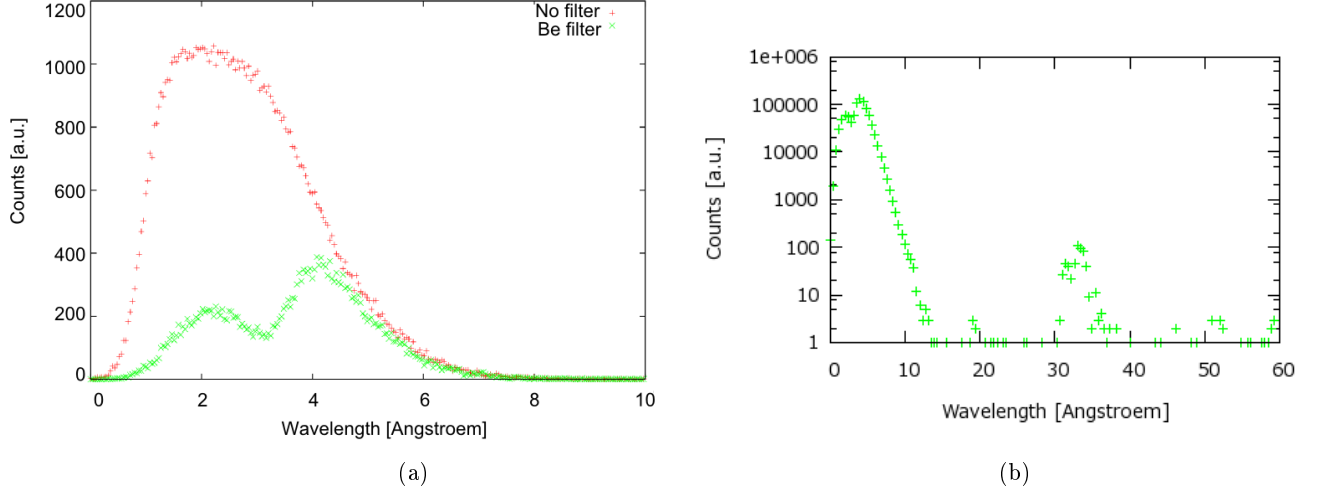 No filter
Be filter
1200
1000
800
600
400
200
0
Counts [a.u.]
0 2 4 6 8 10
Wavelength [Angstroem]
(a)
1e+006
100000
10000
1000
100
10
1
Counts [a.u.]
0 10 20 30 40 50 60
Wavelength [Angstroem]
(b)